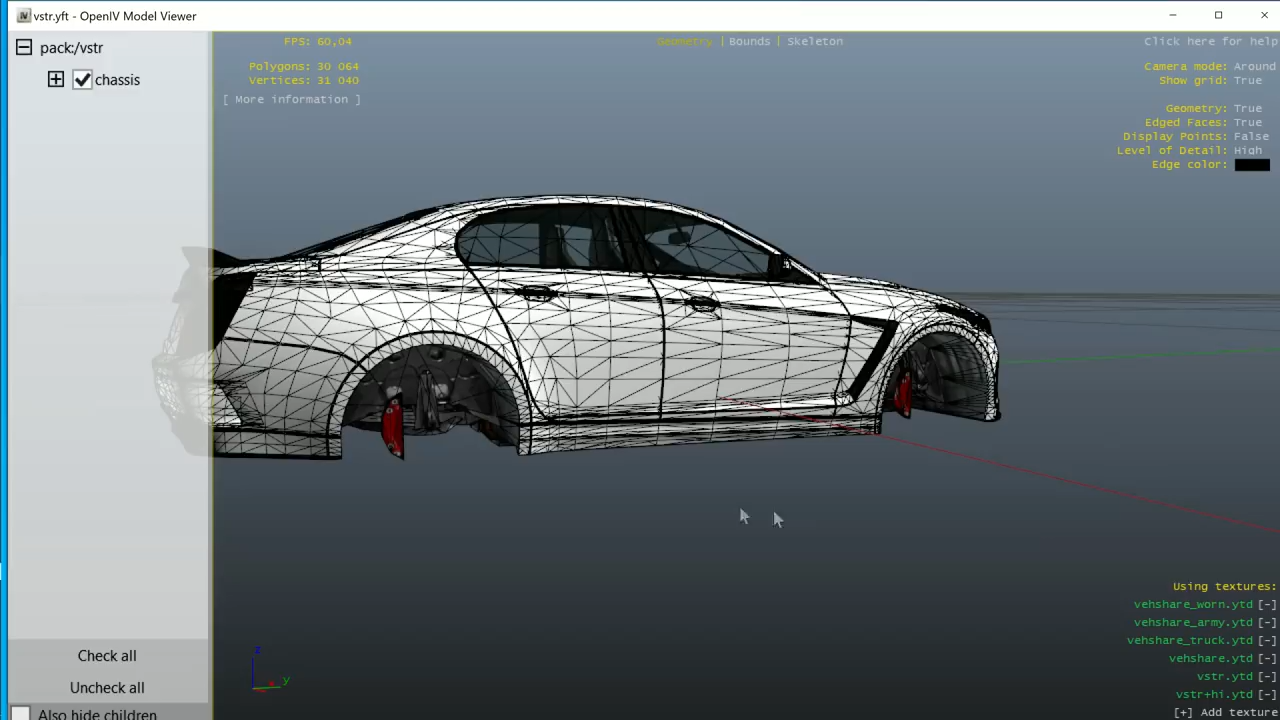 vstr.yft - OpenIV Model Viewer
pack:/vstr
chassis
FPS: 60,04
Polygons: 30 064
Vertices: 31 040
[ More information ]
Geometry | Bounds | Skeleton
Click here for help
Camera mode: Around
Show grid: True
Geometry: True
Edged Faces: True
Display Points: False
Level of Detail: High
Edge color:
z
y
Using textures:
vehshare_worn.ytd [-]
vehshare_army.ytd [-]
vehshare_truck.ytd [-]
vehshare.ytd [-]
vstr.ytd [-]
vstr+hi.ytd [-]
[+] Add texture
Check all
Uncheck all
Also hide children